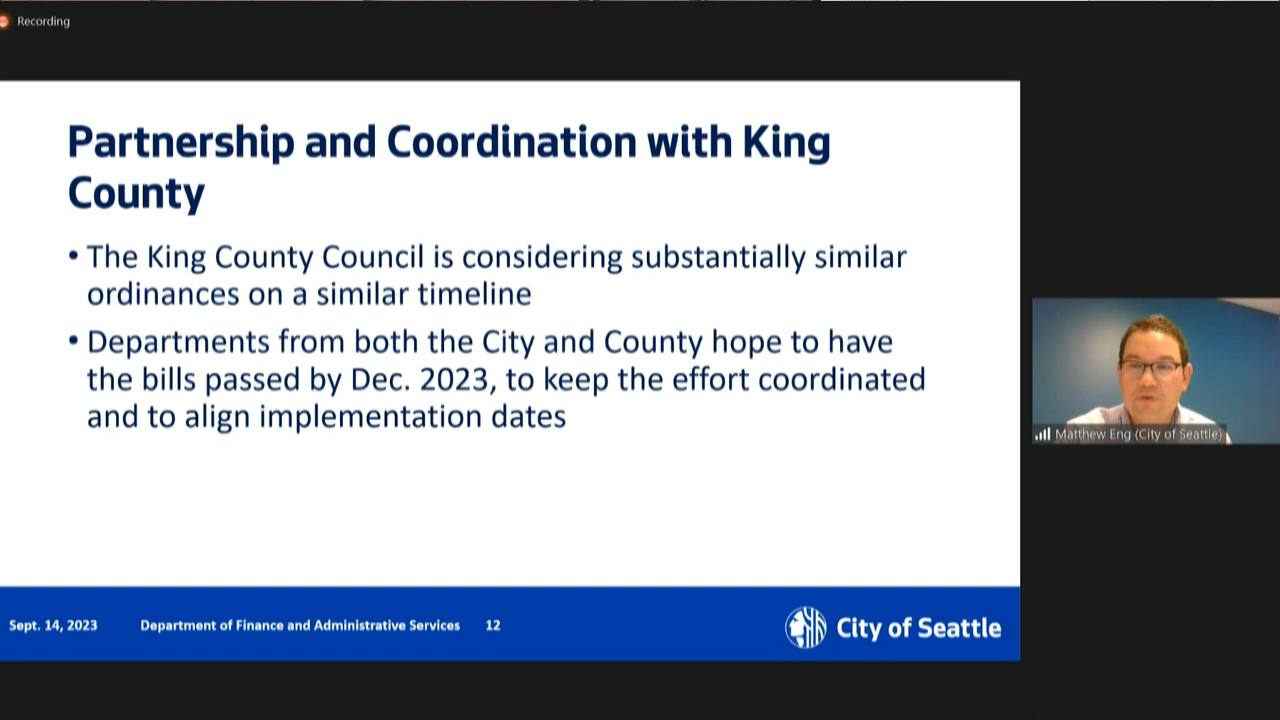 Recording
Partnership and Coordination with King
County
• The King County Council is considering substantially similar
ordinances on a similar timeline
• Departments from both the City and County hope to have
the bills passed by Dec. 2023, to keep the effort coordinated
and to align implementation dates
Matthew Eng (City of Seattle)
Sept. 14, 2023 Department of Finance and Administrative Services 12
City of Seattle